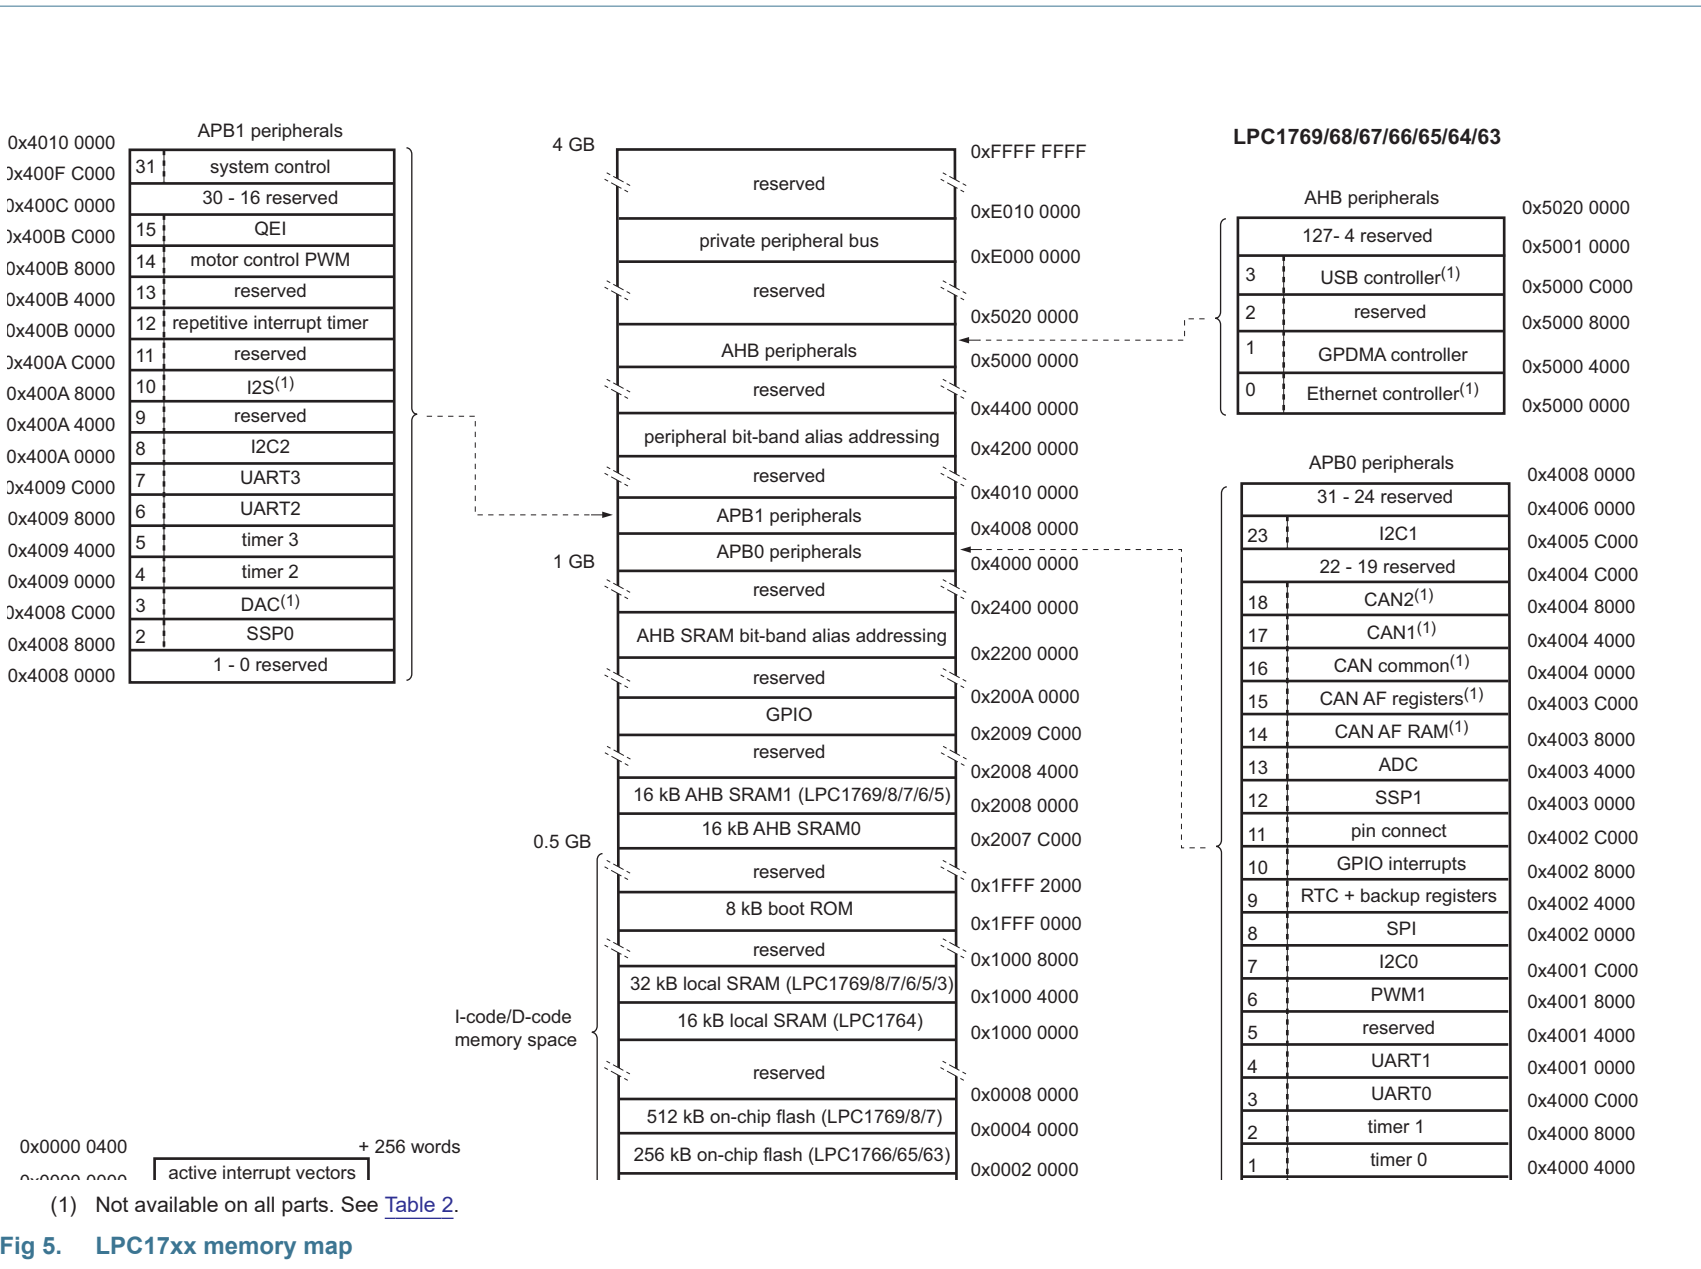 LPC1769/68/67/66/65/64/63
APB1 peripherals
0x4010 0000
31 system control
0x400F C000
30 - 16 reserved
0x400C 0000
15 QEI
0x400B C000
14 motor control PWM
0x400B 8000
13 reserved
0x400B 4000
12 repetitive interrupt timer
0x400B 0000
11 reserved
0x400A C000
10 I2S(1)
0x400A 8000
9 reserved
0x400A 4000
8 I2C2
0x400A 0000
7 UART3
0x4009 C000
6 UART2
0x4009 8000
5 timer 3
0x4009 4000
4 timer 2
0x4009 0000
3 DAC(1)
0x4008 C000
2 SSP0
0x4008 8000
1 - 0 reserved
0x4008 0000
4 GB
0xFFFF FFFF
reserved
0xE010 0000
private peripheral bus
0xE000 0000
reserved
0x5020 0000
AHB peripherals
0x5000 0000
reserved
0x4400 0000
peripheral bit-band alias addressing
0x4200 0000
reserved
0x4010 0000
APB1 peripherals
0x4008 0000
APB0 peripherals
1 GB
0x4000 0000
reserved
0x2400 0000
AHB SRAM bit-band alias addressing
0x2200 0000
reserved
0x200A 0000
GPIO
0x2009 C000
reserved
0x2008 4000
16 kB AHB SRAM1 (LPC1769/8/7/6/5)
0x2008 0000
16 kB AHB SRAM0
0.5 GB
0x2007 C000
reserved
0x1FFF 2000
8 kB boot ROM
0x1FFF 0000
reserved
0x1000 8000
32 kB local SRAM (LPC1769/8/7/6/5/3)
0x1000 4000
I-code/D-code
memory space
16 kB local SRAM (LPC1764)
0x1000 0000
reserved
0x0008 0000
512 kB on-chip flash (LPC1769/8/7)
0x0004 0000
256 kB on-chip flash (LPC1766/65/63)
0x0002 0000
AHB peripherals
0x5020 0000
127- 4 reserved
0x5001 0000
3 USB controller(1)
0x5000 C000
2 reserved
0x5000 8000
1 GPDMA controller
0x5000 4000
0 Ethernet controller(1)
0x5000 0000
APB0 peripherals
0x4008 0000
31 - 24 reserved
0x4006 0000
23 I2C1
0x4005 C000
22 - 19 reserved
0x4004 C000
18 CAN2(1)
0x4004 8000
17 CAN1(1)
0x4004 4000
16 CAN common(1)
0x4004 0000
15 CAN AF registers(1)
0x4003 C000
14 CAN AF RAM(1)
0x4003 8000
13 ADC
0x4003 4000
12 SSP1
0x4003 0000
11 pin connect
0x4002 C000
10 GPIO interrupts
0x4002 8000
9 RTC + backup registers
0x4002 4000
8 SPI
0x4002 0000
7 I2C0
0x4001 C000
6 PWM1
0x4001 8000
5 reserved
0x4001 4000
4 UART1
0x4001 0000
3 UART0
0x4000 C000
2 timer 1
0x4000 8000
1 timer 0
0x4000 4000
0x0000 0400
+ 256 words
active interrupt vectors
(1) Not available on all parts. See Table 2.
Fig 5. LPC17xx memory map